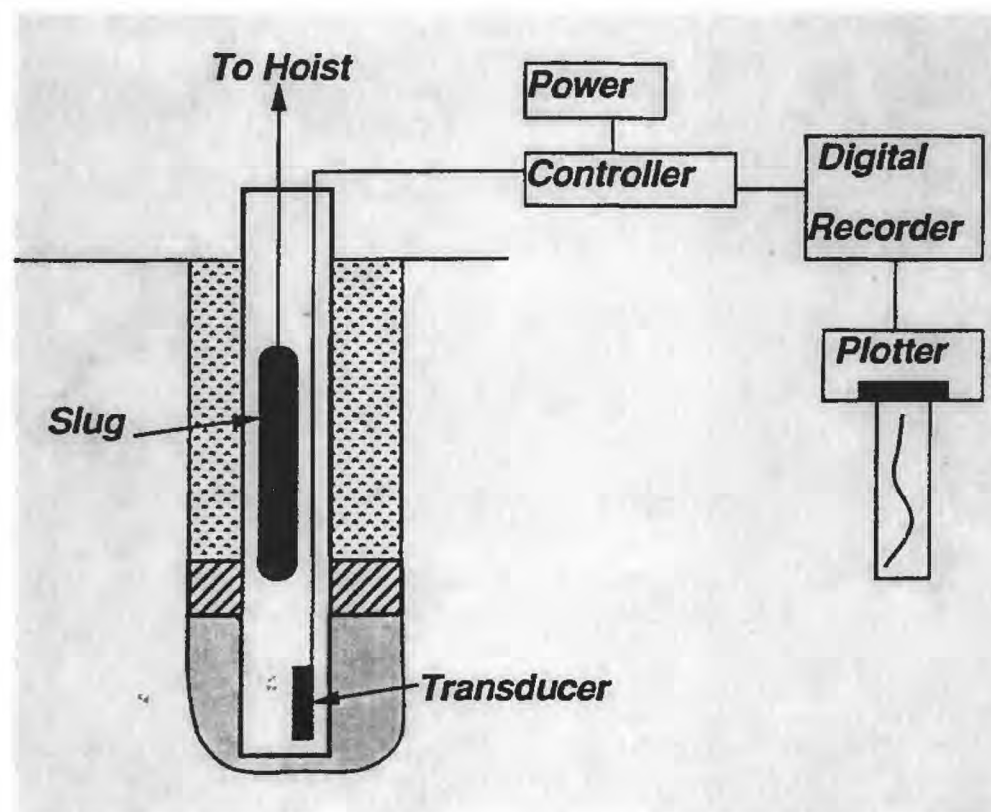 To Hoist
Power
Controller
Digital
Recorder
Plotter
Slug
Transducer